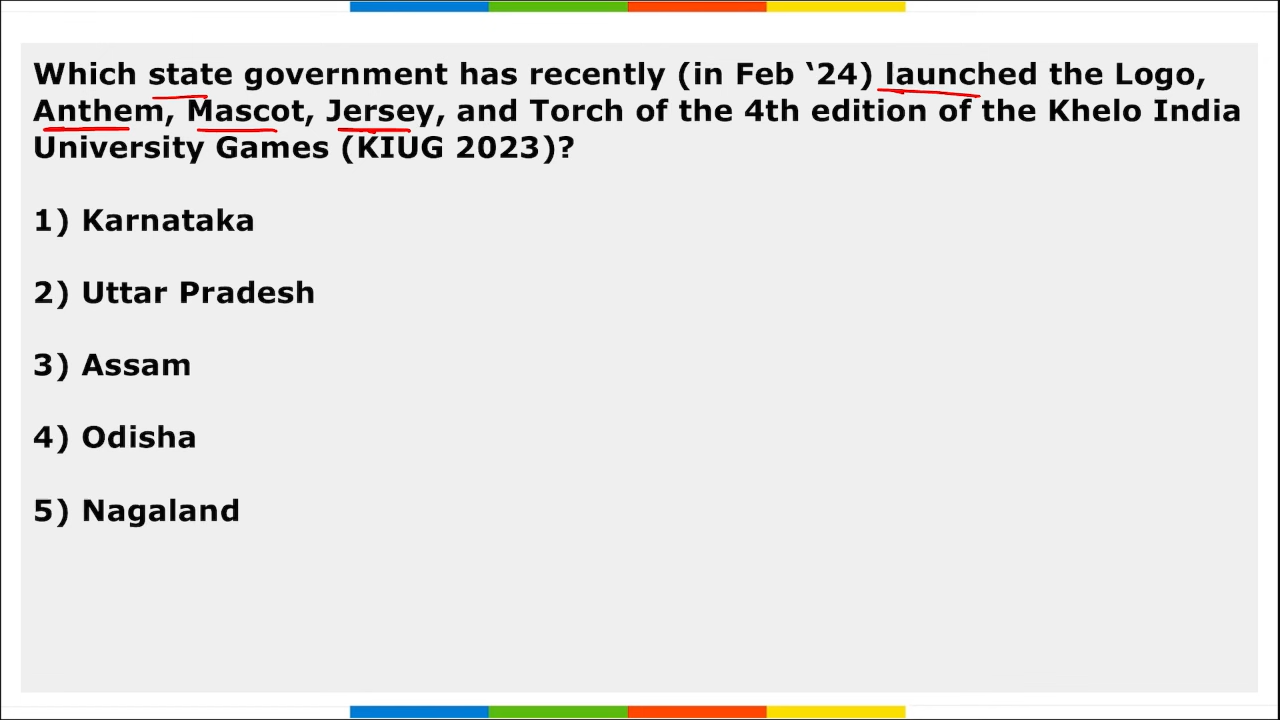 Which state government has recently (in Feb ‘24) launched the Logo,
Anthem, Mascot, Jersey, and Torch of the 4th edition of the Khelo India
University Games (KIUG 2023)?
1) Karnataka
2) Uttar Pradesh
3) Assam
4) Odisha
5) Nagaland